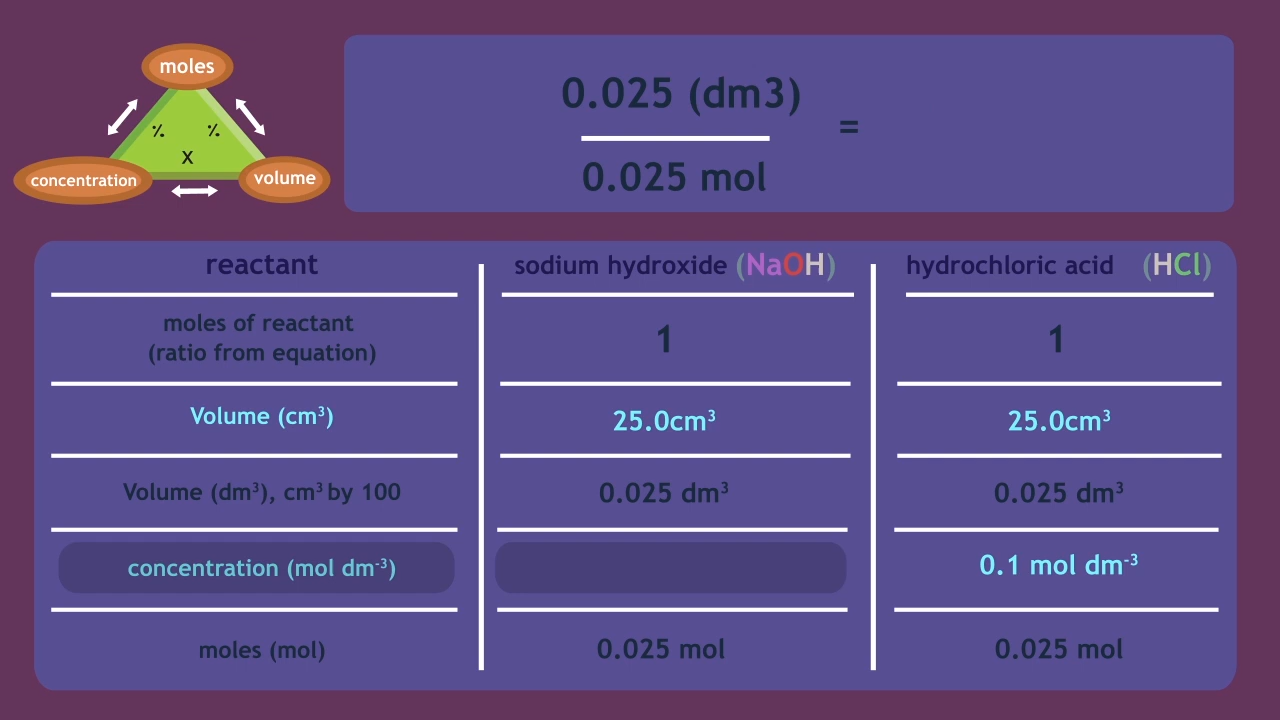 moles
⁒ ⁒
x
concentration
volume
0.025 (dm3)
=
0.025 mol
reactant
sodium hydroxide (NaOH)
hydrochloric acid (HCl)
moles of reactant
(ratio from equation)
1
1
Volume (cm³)
25.0cm³
25.0cm³
Volume (dm³), cm³ by 100
0.025 dm³
0.025 dm³
concentration (mol dm⁻³)
0.1 mol dm⁻³
moles (mol)
0.025 mol
0.025 mol